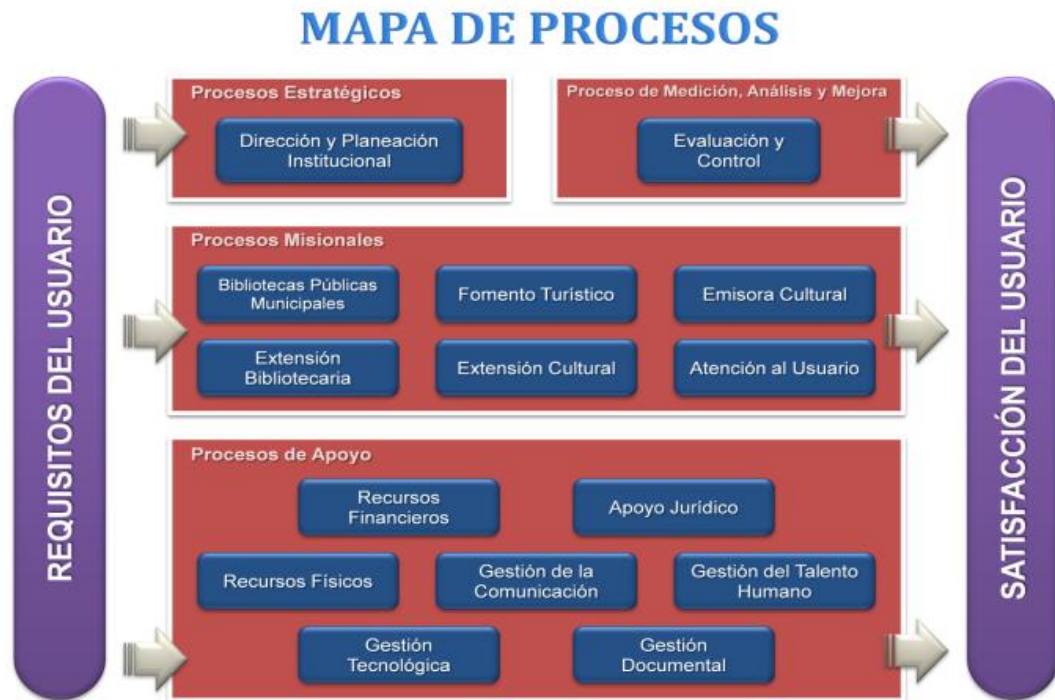 MAPA DE PROCESOS
REQUISITOS DEL USUARIO
Procesos Estratégicos
Dirección y Planeación
Institucional
Proceso de Medición, Análisis y Mejora
Evaluación y
Control
Procesos Misionales
Bibliotecas Públicas
Municipales
Fomento Turístico
Emisora Cultural
Extensión
Bibliotecaria
Extensión Cultural
Atención al Usuario
Procesos de Apoyo
Recursos
Financieros
Apoyo Jurídico
Recursos Físicos
Gestión de la
Comunicación
Gestión del Talento
Humano
Gestión
Tecnológica
Gestión
Documental
SATISFACCIÓN DEL USUARIO